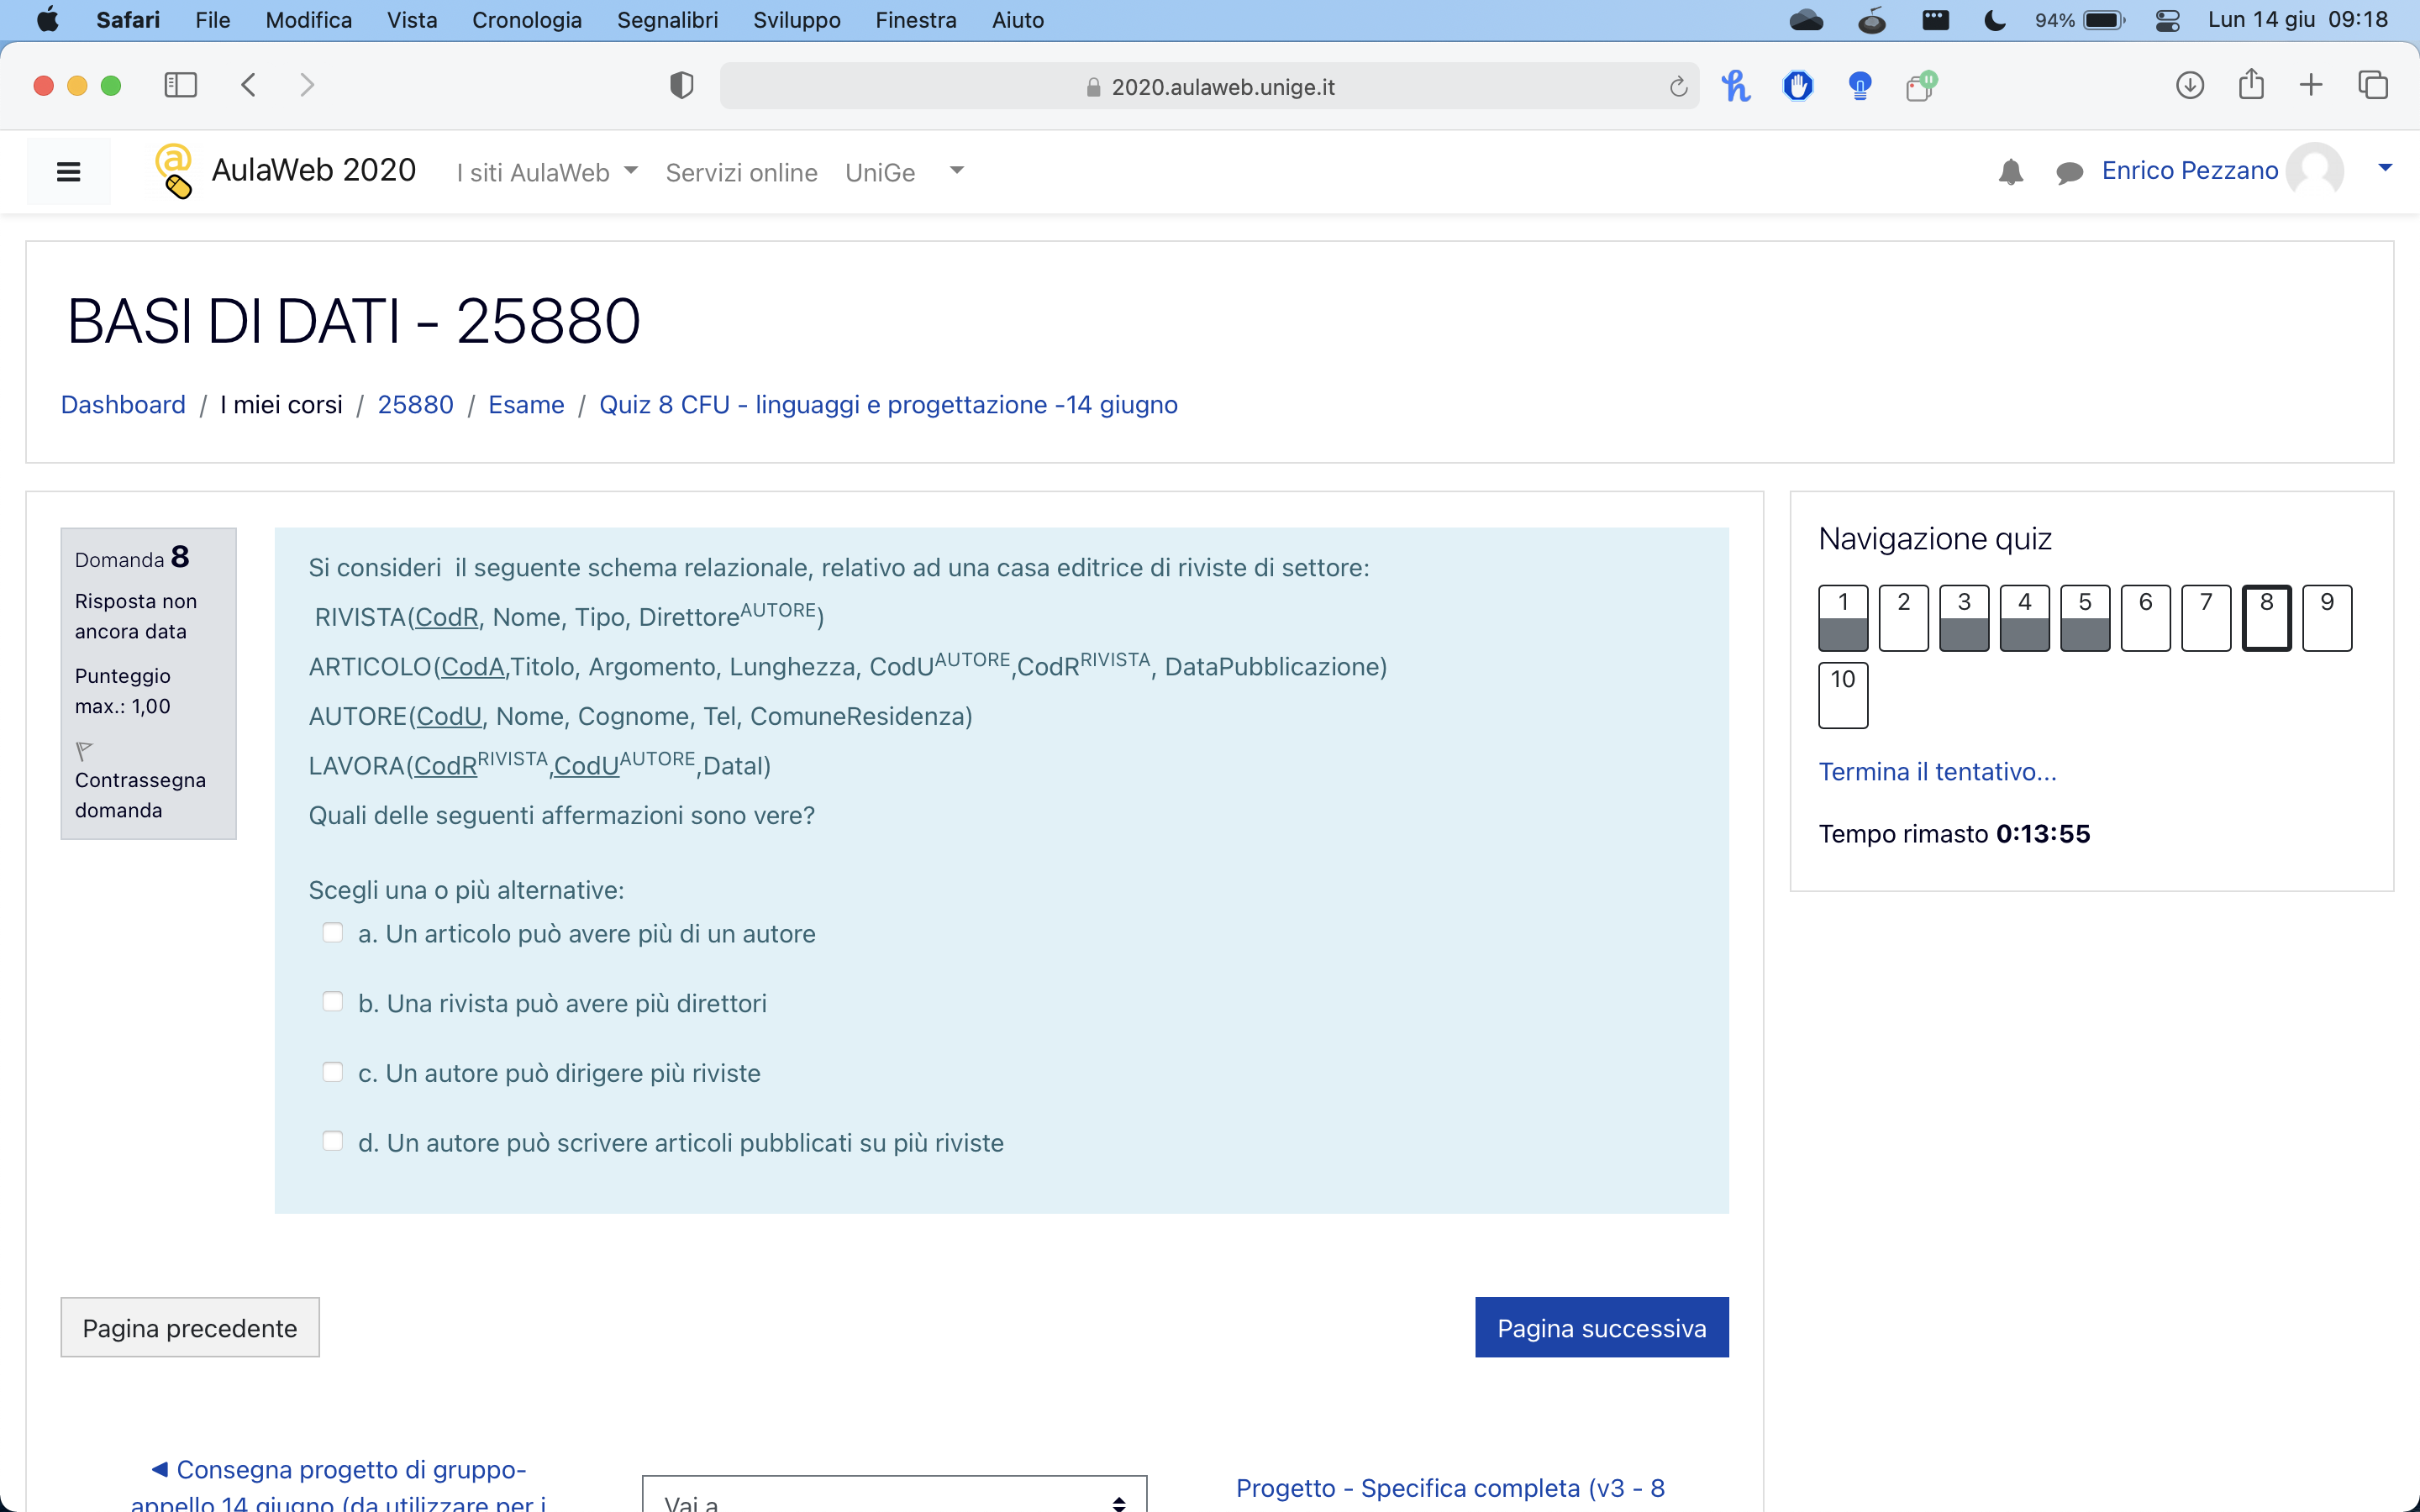 Safari File Modifica Vista Cronologia Segnalibri Sviluppo Finestra Aiuto 94% Lun 14 giu 09:18
2020.aulaweb.unige.it
AulaWeb 2020 I siti AulaWeb Servizi online UniGe Enrico Pezzano
BASI DI DATI - 25880
Dashboard / I miei corsi / 25880 / Esame / Quiz 8 CFU - linguaggi e progettazione -14 giugno
Domanda 8
Risposta non
ancora data
Punteggio
max.: 1,00
Contrassegna
domanda
Si consideri il seguente schema relazionale, relativo ad una casa editrice di riviste di settore:
RIVISTA(CodR, Nome, Tipo, Direttore^AUTORE)
ARTICOLO(CodA,Titolo, Argomento, Lunghezza, CodU^AUTORE,CodR^RIVISTA, DataPubblicazione)
AUTORE(CodU, Nome, Cognome, Tel, ComuneResidenza)
LAVORA(CodR^RIVISTA,CodU^AUTORE,DataI)
Quali delle seguenti affermazioni sono vere?
Scegli una o più alternative:
a. Un articolo può avere più di un autore
b. Una rivista può avere più direttori
c. Un autore può dirigere più riviste
d. Un autore può scrivere articoli pubblicati su più riviste
Pagina precedente
Pagina successiva
◄ Consegna progetto di gruppo-
appello 14 giugno (da utilizzare per i
Vai a
Progetto - Specifica completa (v3 - 8
Navigazione quiz
1 2 3 4 5 6 7 8 9
10
Termina il tentativo...
Tempo rimasto 0:13:55